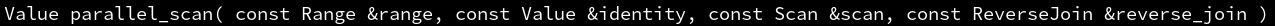 Value parallel_scan( const Range &range, const Value &identity, const Scan &scan, const ReverseJoin &reverse_join )